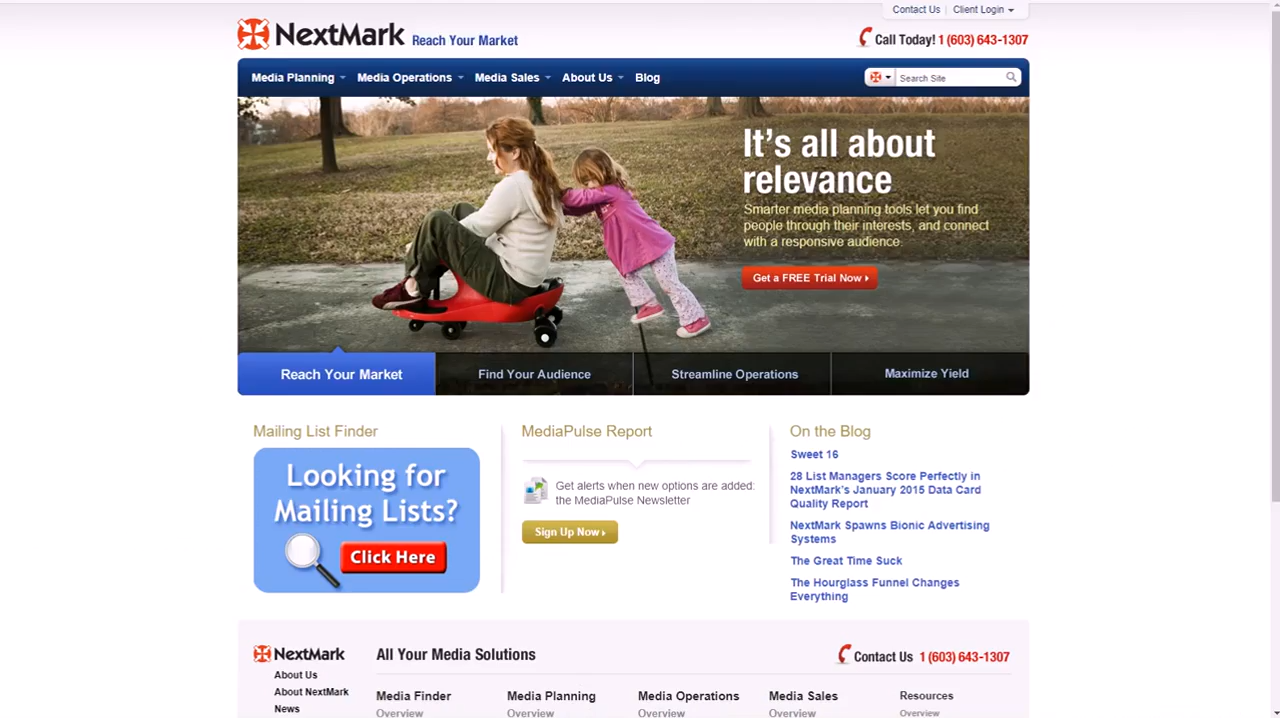 Contact Us
Client Login
NextMark
Reach Your Market
Call Today! 1 (603) 643-1307
Media Planning
Media Operations
Media Sales
About Us
Blog
Search Site
It's all about
relevance
Smarter media planning tools let you find
people through their interests, and connect
with a responsive audience.
Get a FREE Trial Now
Reach Your Market
Find Your Audience
Streamline Operations
Maximize Yield
Mailing List Finder
Looking for
Mailing Lists?
Click Here
MediaPulse Report
Get alerts when new options are added:
the MediaPulse Newsletter
Sign Up Now
On the Blog
Sweet 16
28 List Managers Score Perfectly in
NextMark's January 2015 Data Card
Quality Report
NextMark Spawns Bionic Advertising
Systems
The Great Time Suck
The Hourglass Funnel Changes
Everything
NextMark
About Us
About NextMark
News
All Your Media Solutions
Contact Us 1 (603) 643-1307
Media Finder
Overview
Media Planning
Overview
Media Operations
Overview
Media Sales
Overview
Resources
Overview